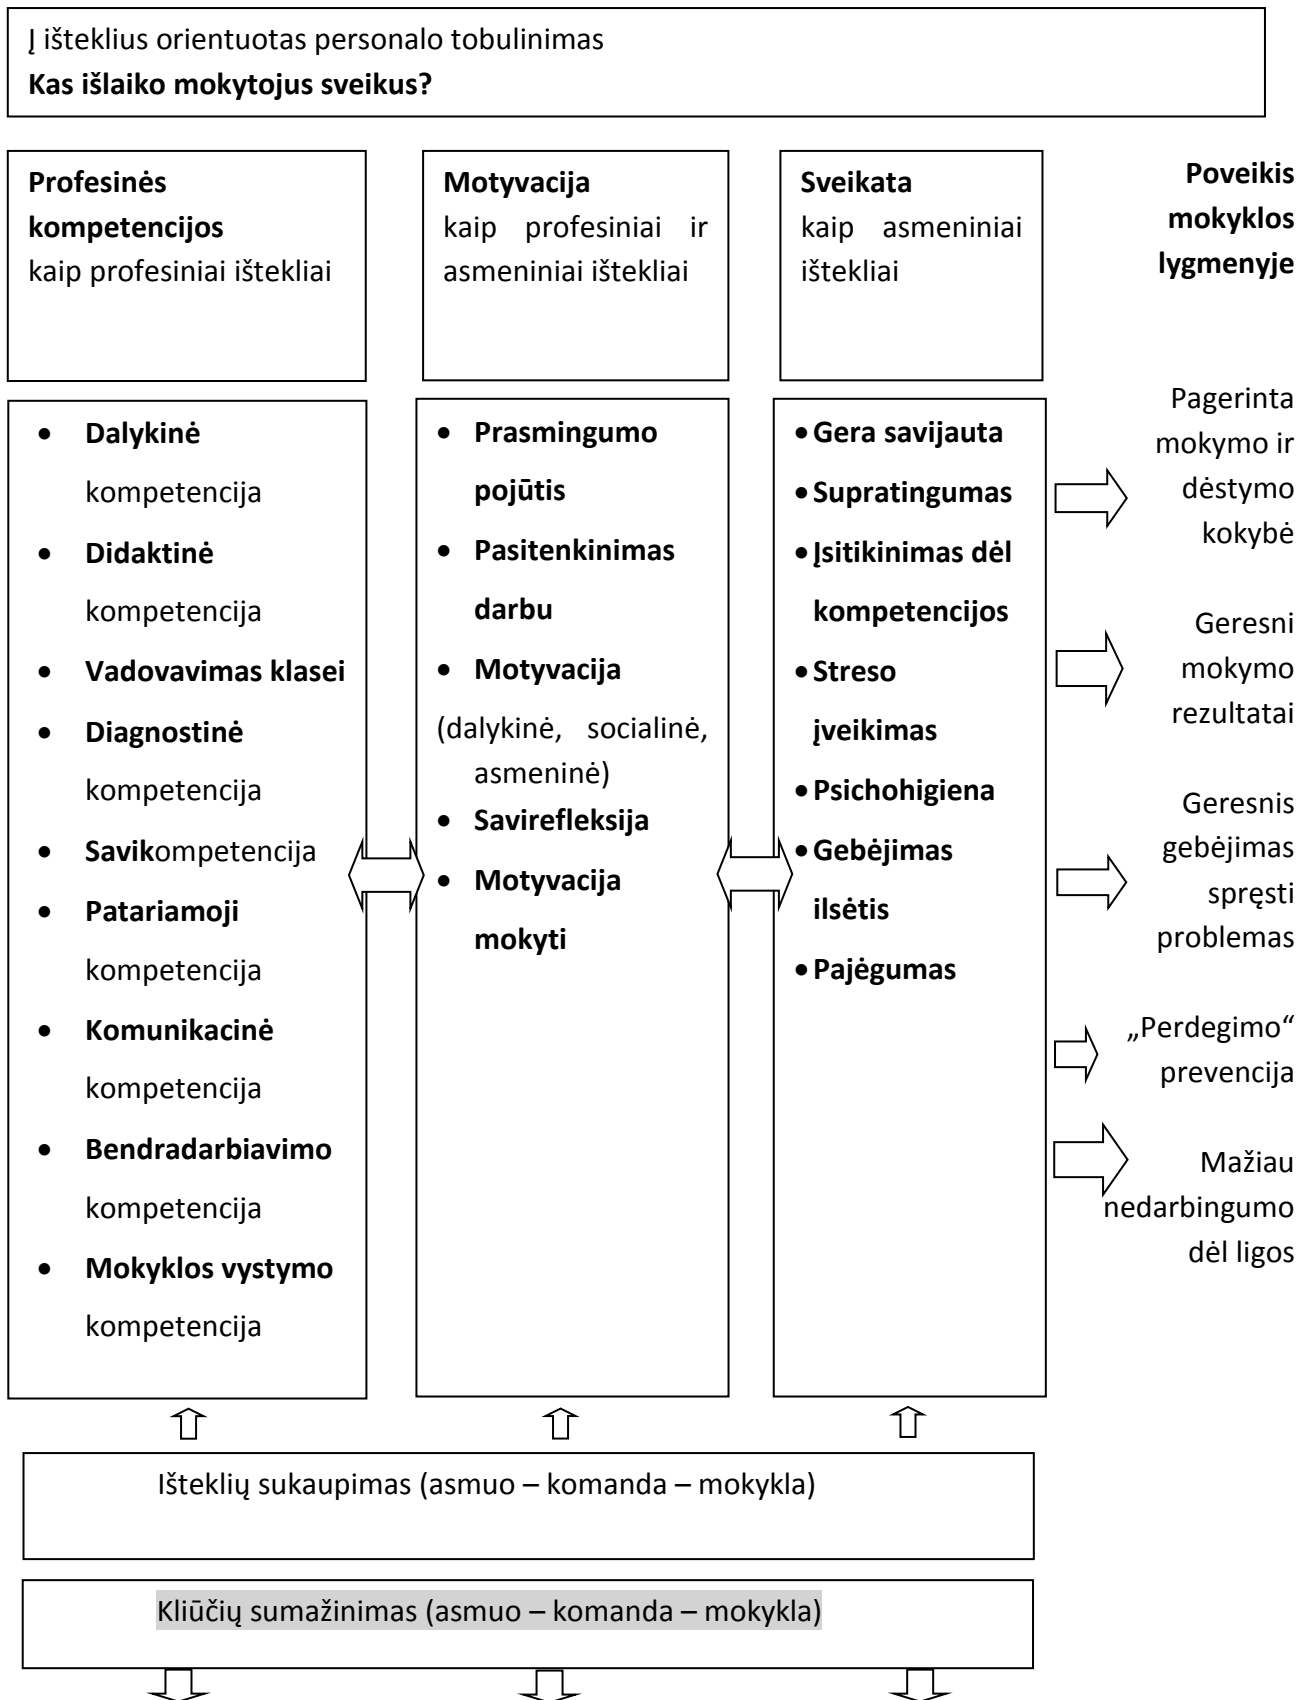 Į išteklius orientuotas personalo tobulinimas
Kas išlaiko mokytojus sveikus?
Profesinės
kompetencijos
kaip profesiniai ištekliai
Motyvacija
kaip profesiniai ir
asmeniniai ištekliai
Sveikata
kaip asmeniniai
ištekliai
Poveikis
mokyklos
lygmenyje
• Dalykinė
kompetencija
• Didaktinė
kompetencija
• Vadovavimas klasei
• Diagnostinė
kompetencija
• Savikompetencija
• Patariamoji
kompetencija
• Komunikacinė
kompetencija
• Bendradarbiavimo
kompetencija
• Mokyklos vystymo
kompetencija
• Prasmingumo
pojūtis
• Pasitenkinimas
darbu
• Motyvacija
(dalykinė, socialinė,
asmeninė)
• Savirefleksija
• Motyvacija
mokyti
• Gera savijauta
• Supratingumas
• Įsitikinimas dėl
kompetencijos
• Streso
įveikimas
• Psichohigiena
• Gebėjimas
ilsėtis
• Pajėgumas
Pagerinta
mokymo ir
dėstymo
kokybė
Geresni
mokymo
rezultatai
Geresnis
gebėjimas
spręsti
problemas
„Perdegimo“
prevencija
Mažiau
nedarbingumo
dėl ligos
Išteklių sukaupimas (asmuo – komanda – mokykla)
Kliūčių sumažinimas (asmuo – komanda – mokykla)